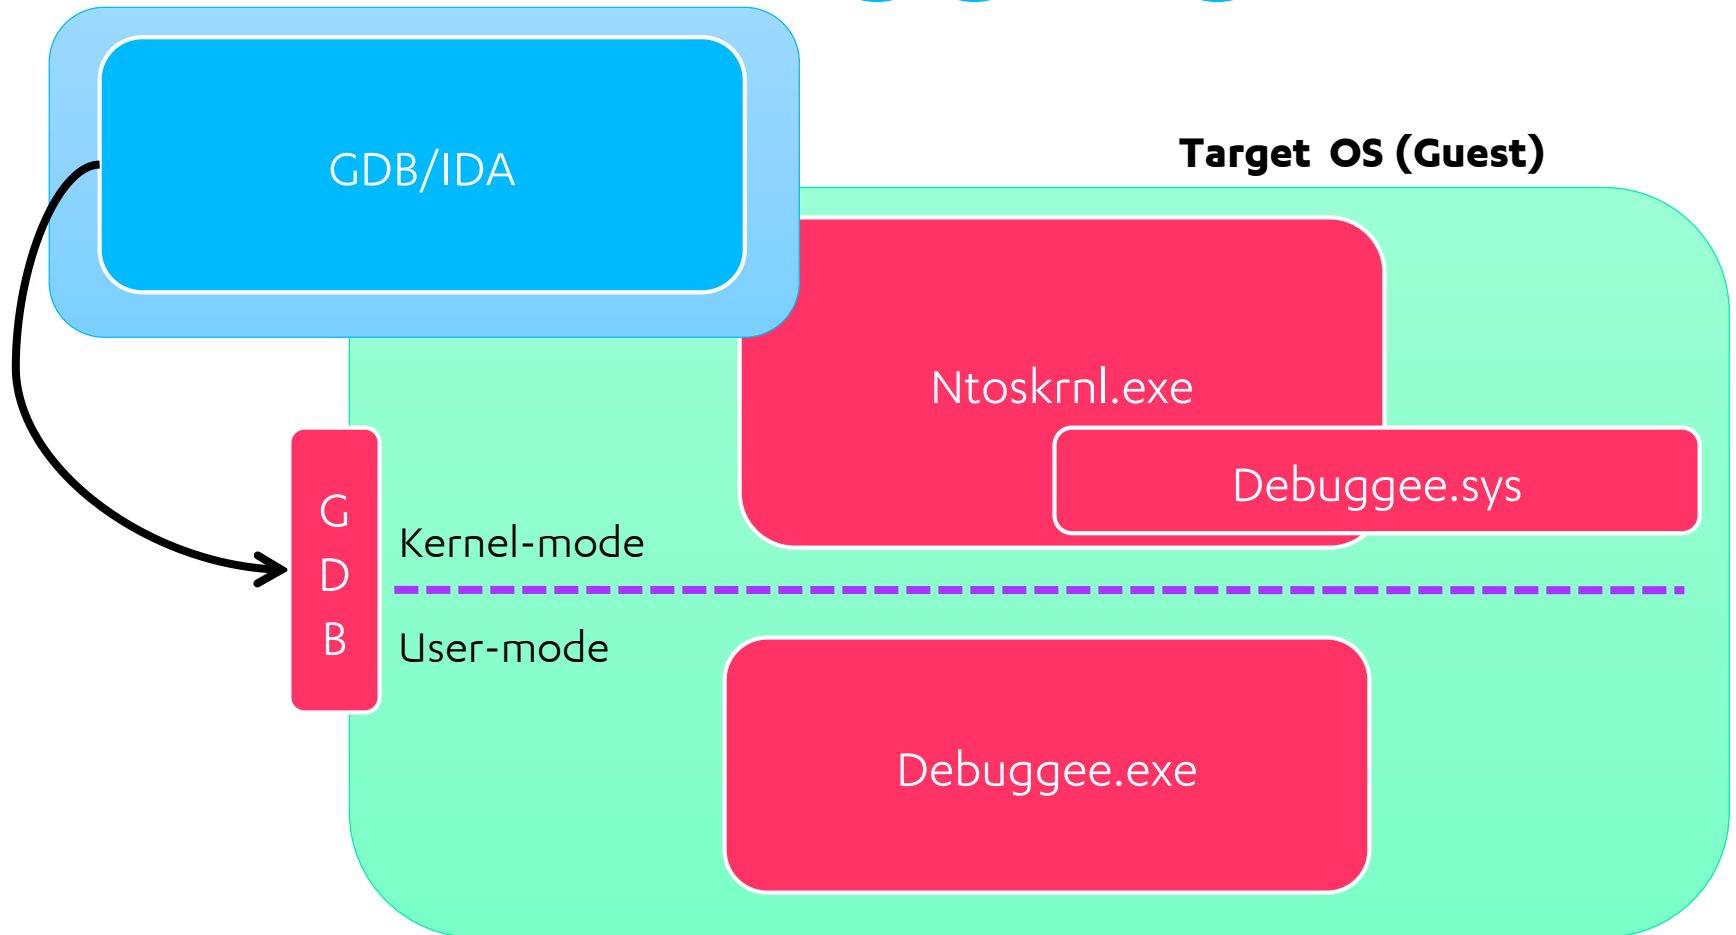 GDB/IDA
Target OS (Guest)
Ntoskrnl.exe
Debuggee.sys
G
D
B
Kernel-mode
User-mode
Debuggee.exe